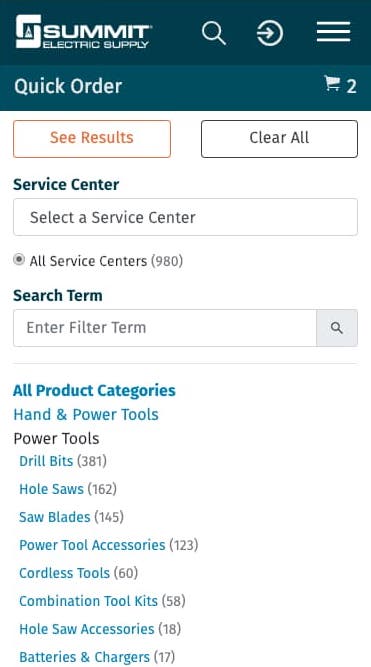 SUMMIT
ELECTRIC SUPPLY
Quick Order 2
See Results Clear All
Service Center
Select a Service Center
All Service Centers (980)
Search Term
Enter Filter Term
All Product Categories
Hand & Power Tools
Power Tools
Drill Bits (381)
Hole Saws (162)
Saw Blades (145)
Power Tool Accessories (123)
Cordless Tools (60)
Combination Tool Kits (58)
Hole Saw Accessories (18)
Batteries & Chargers (17)